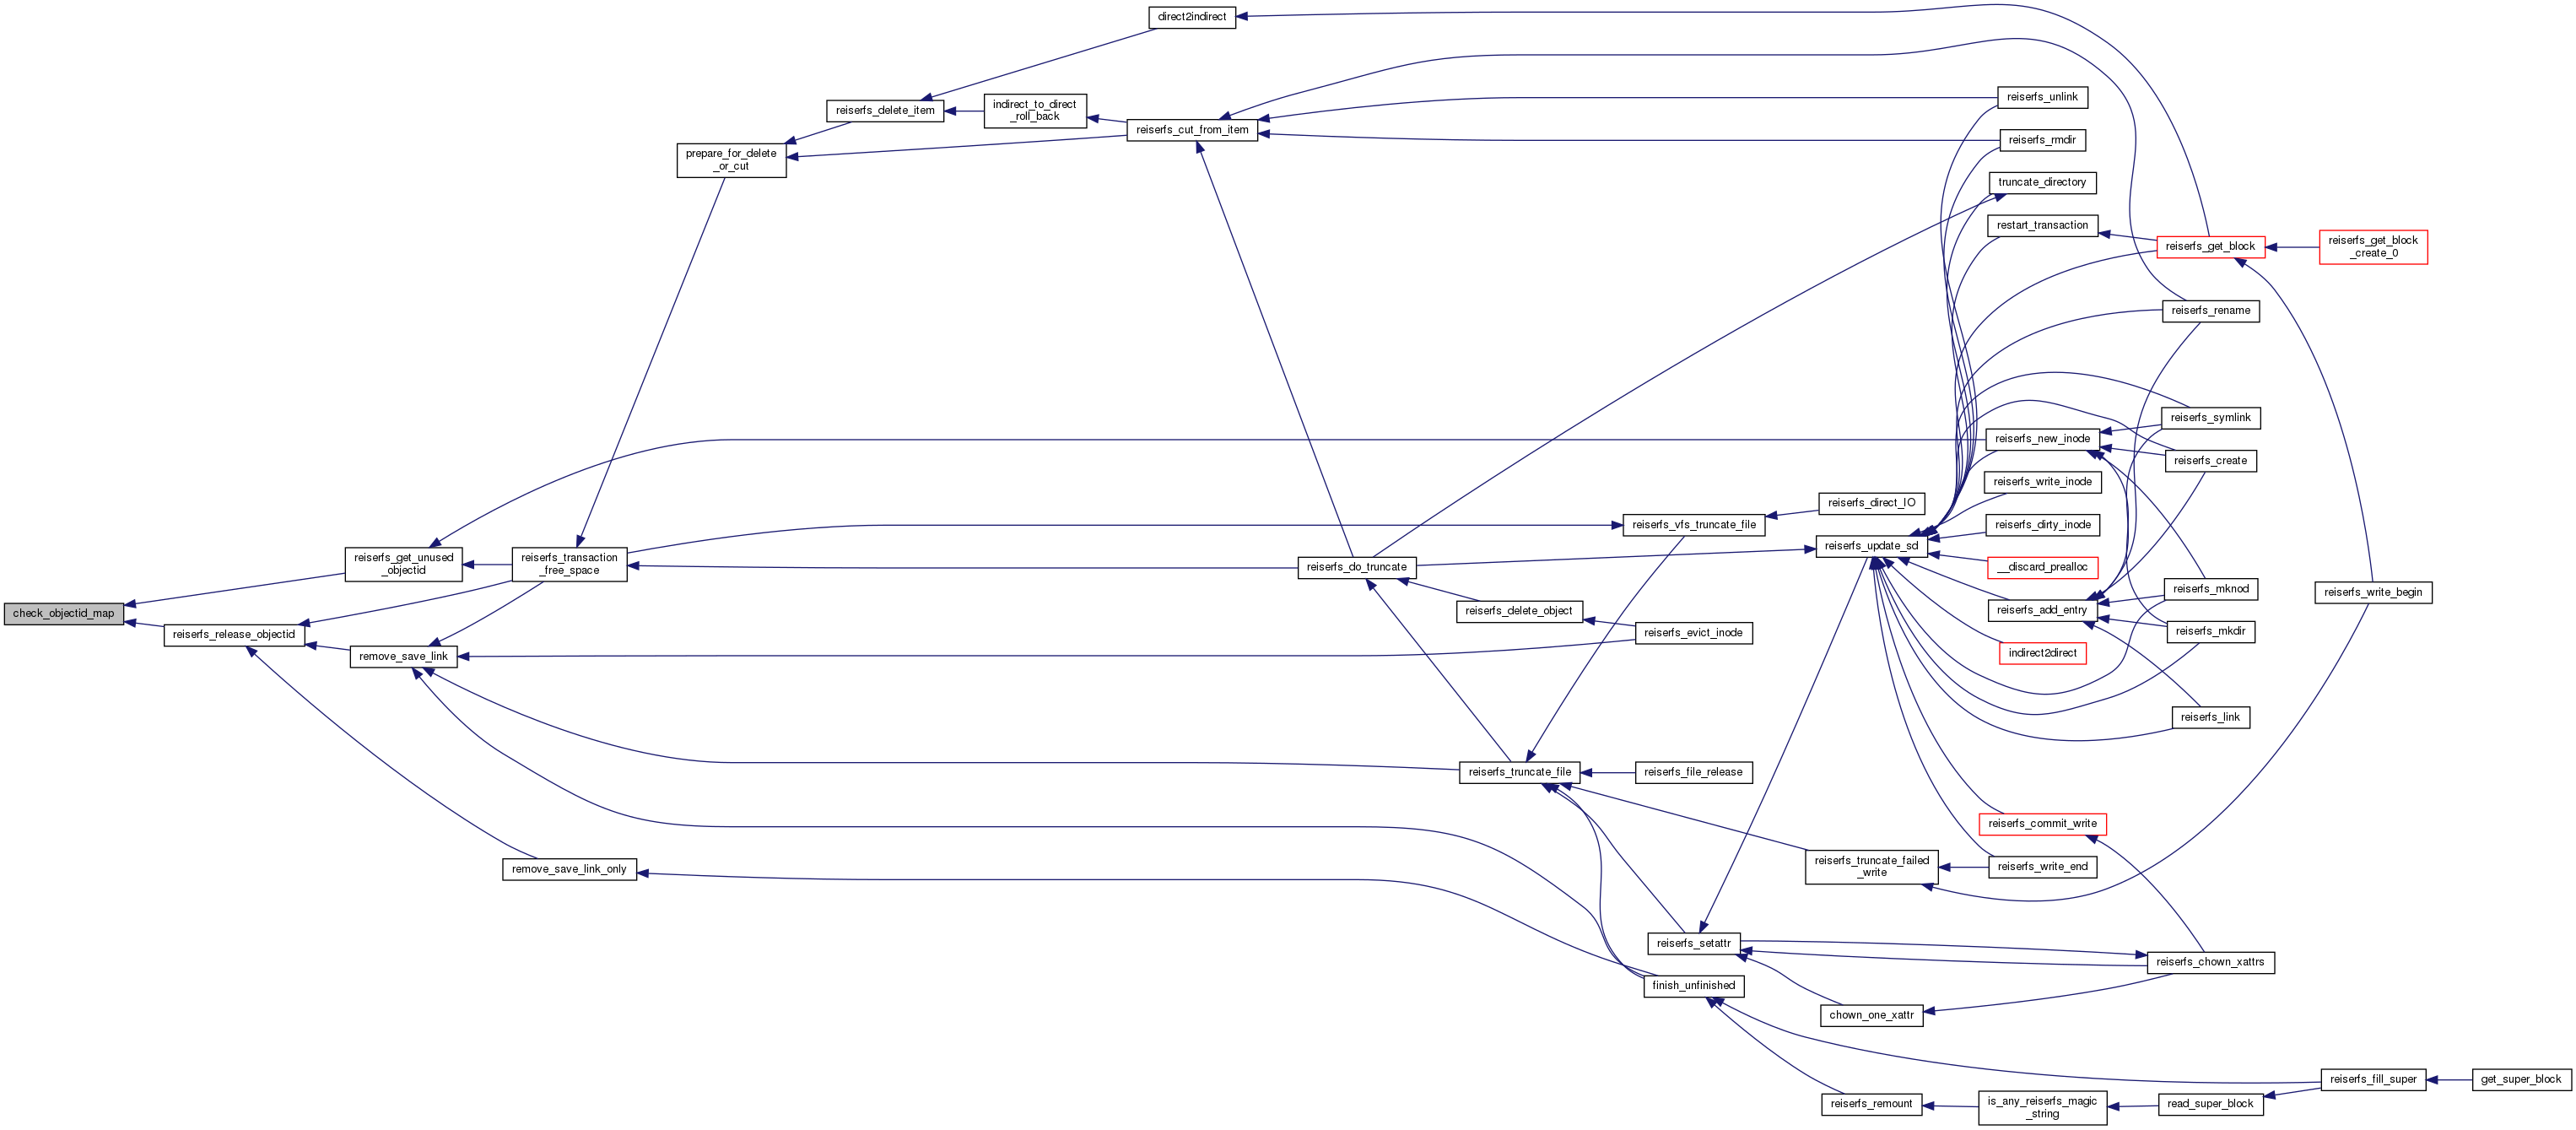 direct2indirect
reiserfs_delete_item
indirect_to_direct
_roll_back
reiserfs_unlink
reiserfs_cut_from_item
reiserfs_rmdir
prepare_for_delete
_or_cut
truncate_directory
restart_transaction
reiserfs_get_block
reiserfs_get_block
_create_0
reiserfs_rename
reiserfs_symlink
reiserfs_new_inode
reiserfs_create
reiserfs_write_inode
reiserfs_direct_IO
reiserfs_vfs_truncate_file
reiserfs_dirty_inode
reiserfs_update_sd
reiserfs_get_unused
_objectid
reiserfs_transaction
_free_space
reiserfs_do_truncate
__discard_prealloc
reiserfs_mknod
reiserfs_write_begin
check_objectid_map
reiserfs_delete_object
reiserfs_add_entry
reiserfs_release_objectid
reiserfs_evict_inode
reiserfs_mkdir
remove_save_link
indirect2direct
reiserfs_link
reiserfs_truncate_file
reiserfs_file_release
reiserfs_commit_write
remove_save_link_only
reiserfs_truncate_failed
_write
reiserfs_write_end
reiserfs_setattr
reiserfs_chown_xattrs
finish_unfinished
chown_one_xattr
reiserfs_fill_super
get_super_block
reiserfs_remount
is_any_reiserfs_magic
_string
read_super_block